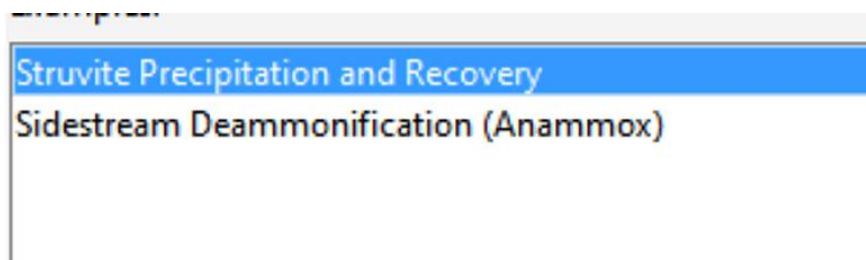 Struvite Precipitation and Recovery
Sidestream Deammonification (Anammox)